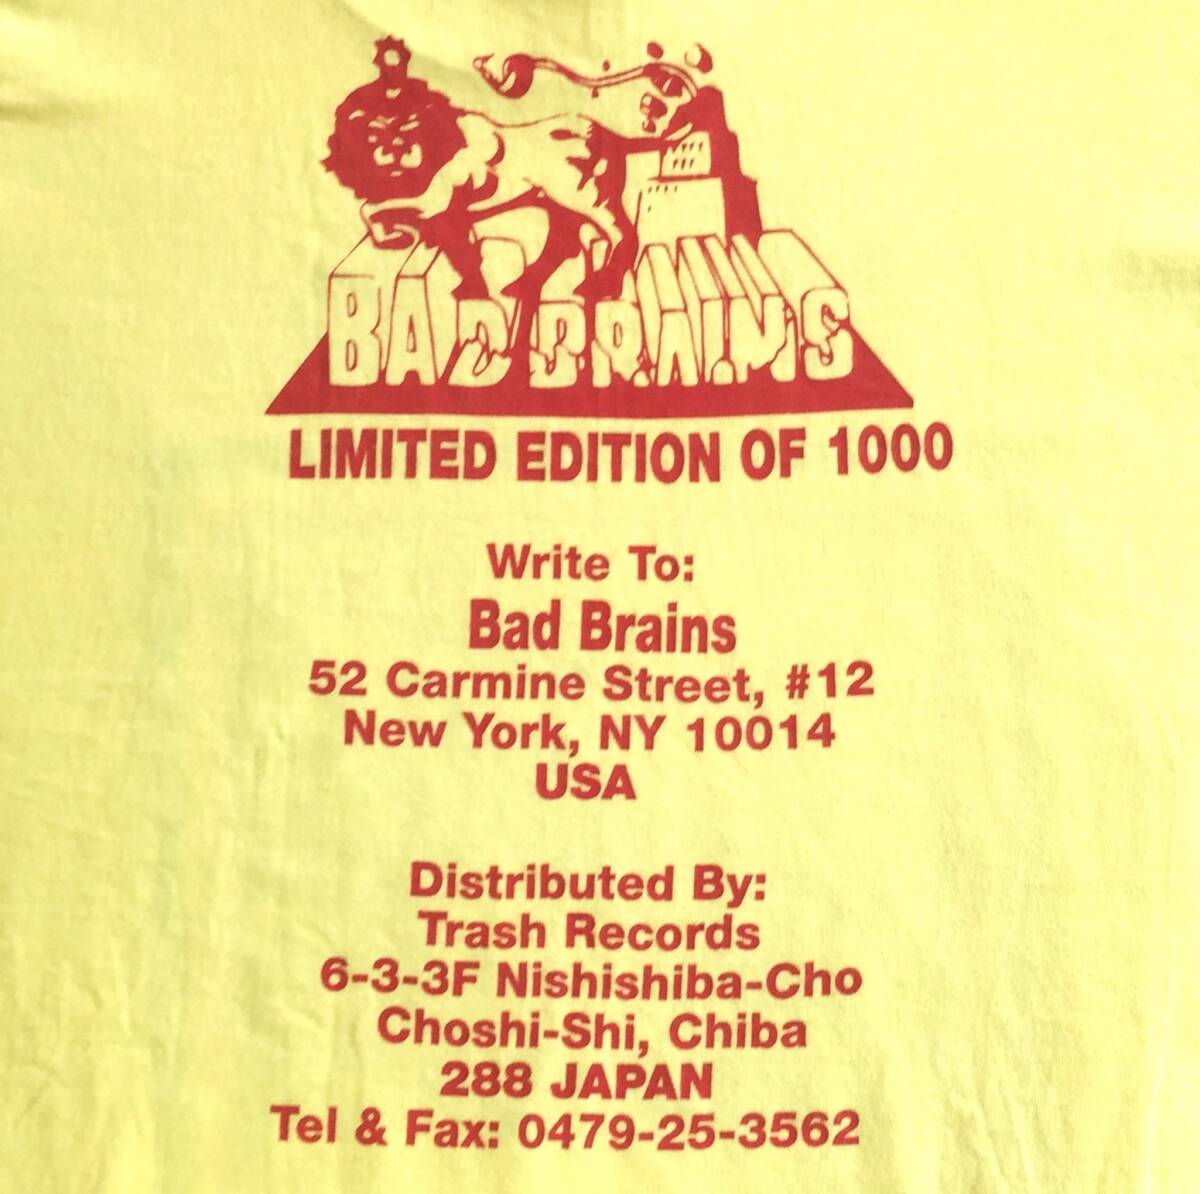 BAD BRAINS
LIMITED EDITION OF 1000
Write To:
Bad Brains
52 Carmine Street, #12
New York, NY 10014
USA
Distributed By:
Trash Records
6-3-3F Nishishiba-Cho
Choshi-Shi, Chiba
288 JAPAN
Tel & Fax: 0479-25-3562